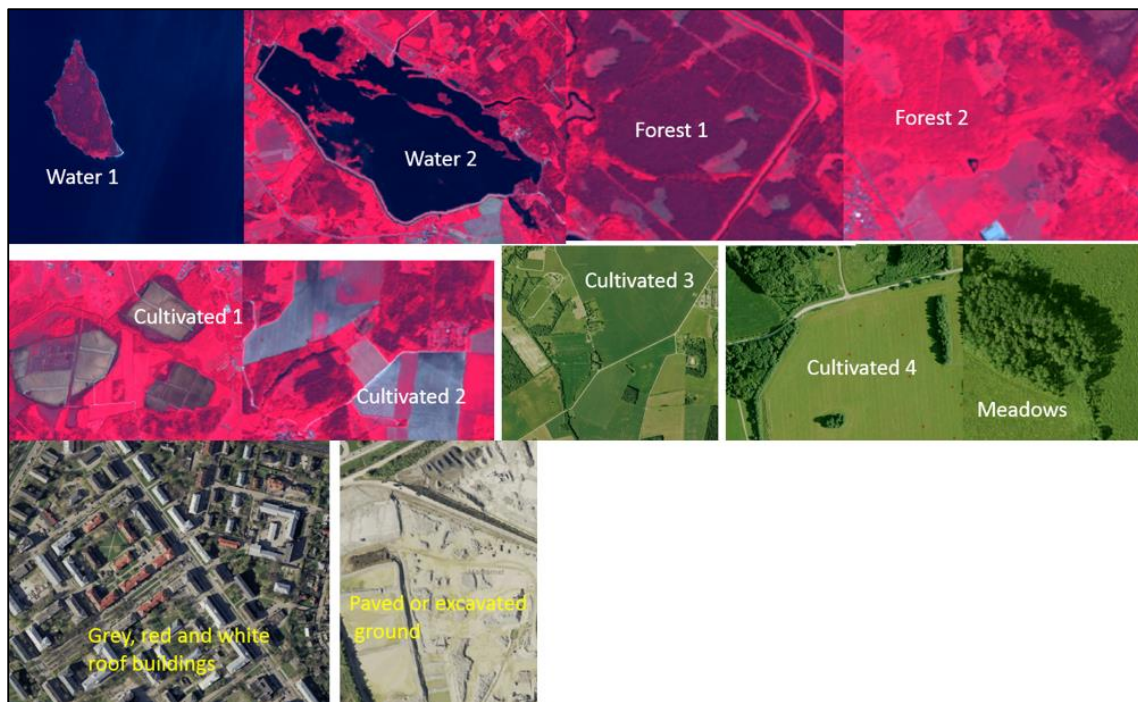 Water 1
Water 2
Forest 1
Forest 2
Cultivated 1
Cultivated 2
Cultivated 3
Cultivated 4
Meadows
Grey, red and white
roof buildings
Paved or excavated
ground